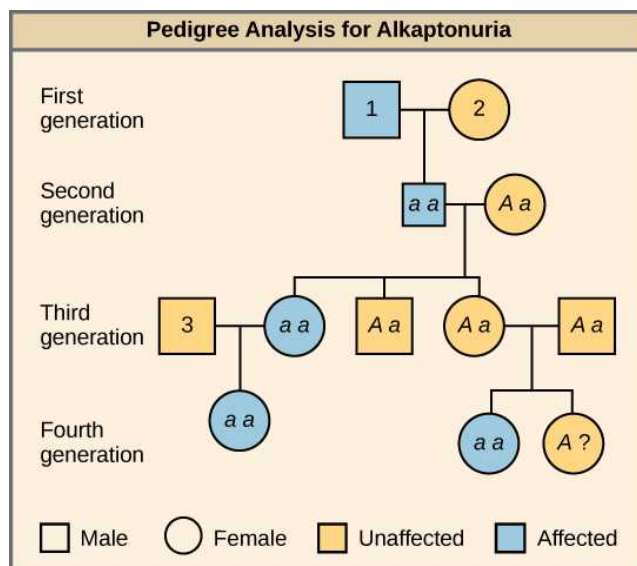 Pedigree Analysis for Alkaptonuria
First
generation
1
2
Second
generation
a a
A a
Third
generation
3
a a
A a
A a
A a
Fourth
generation
a a
a a
A ?
Male
Female
Unaffected
Affected